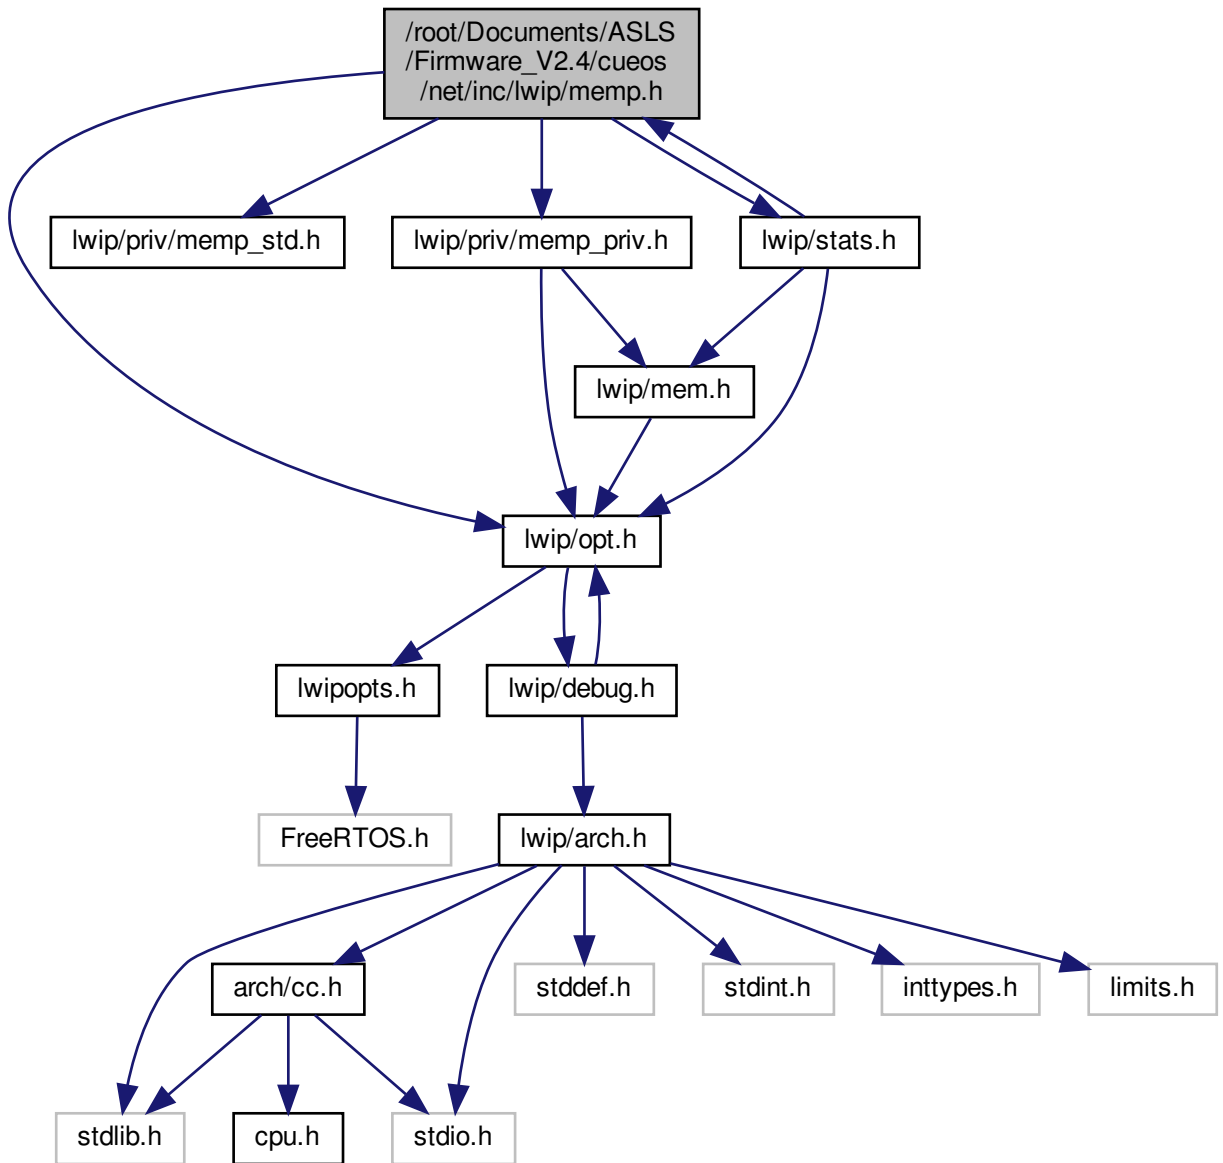 /root/Documents/ASLS
/Firmware_V2.4/cueos
/net/inc/lwip/memp.h
lwip/priv/memp_std.h
lwip/priv/memp_priv.h
lwip/stats.h
lwip/mem.h
lwip/opt.h
lwipopts.h
lwip/debug.h
FreeRTOS.h
lwip/arch.h
arch/cc.h
stddef.h
stdint.h
inttypes.h
limits.h
stdlib.h
cpu.h
stdio.h